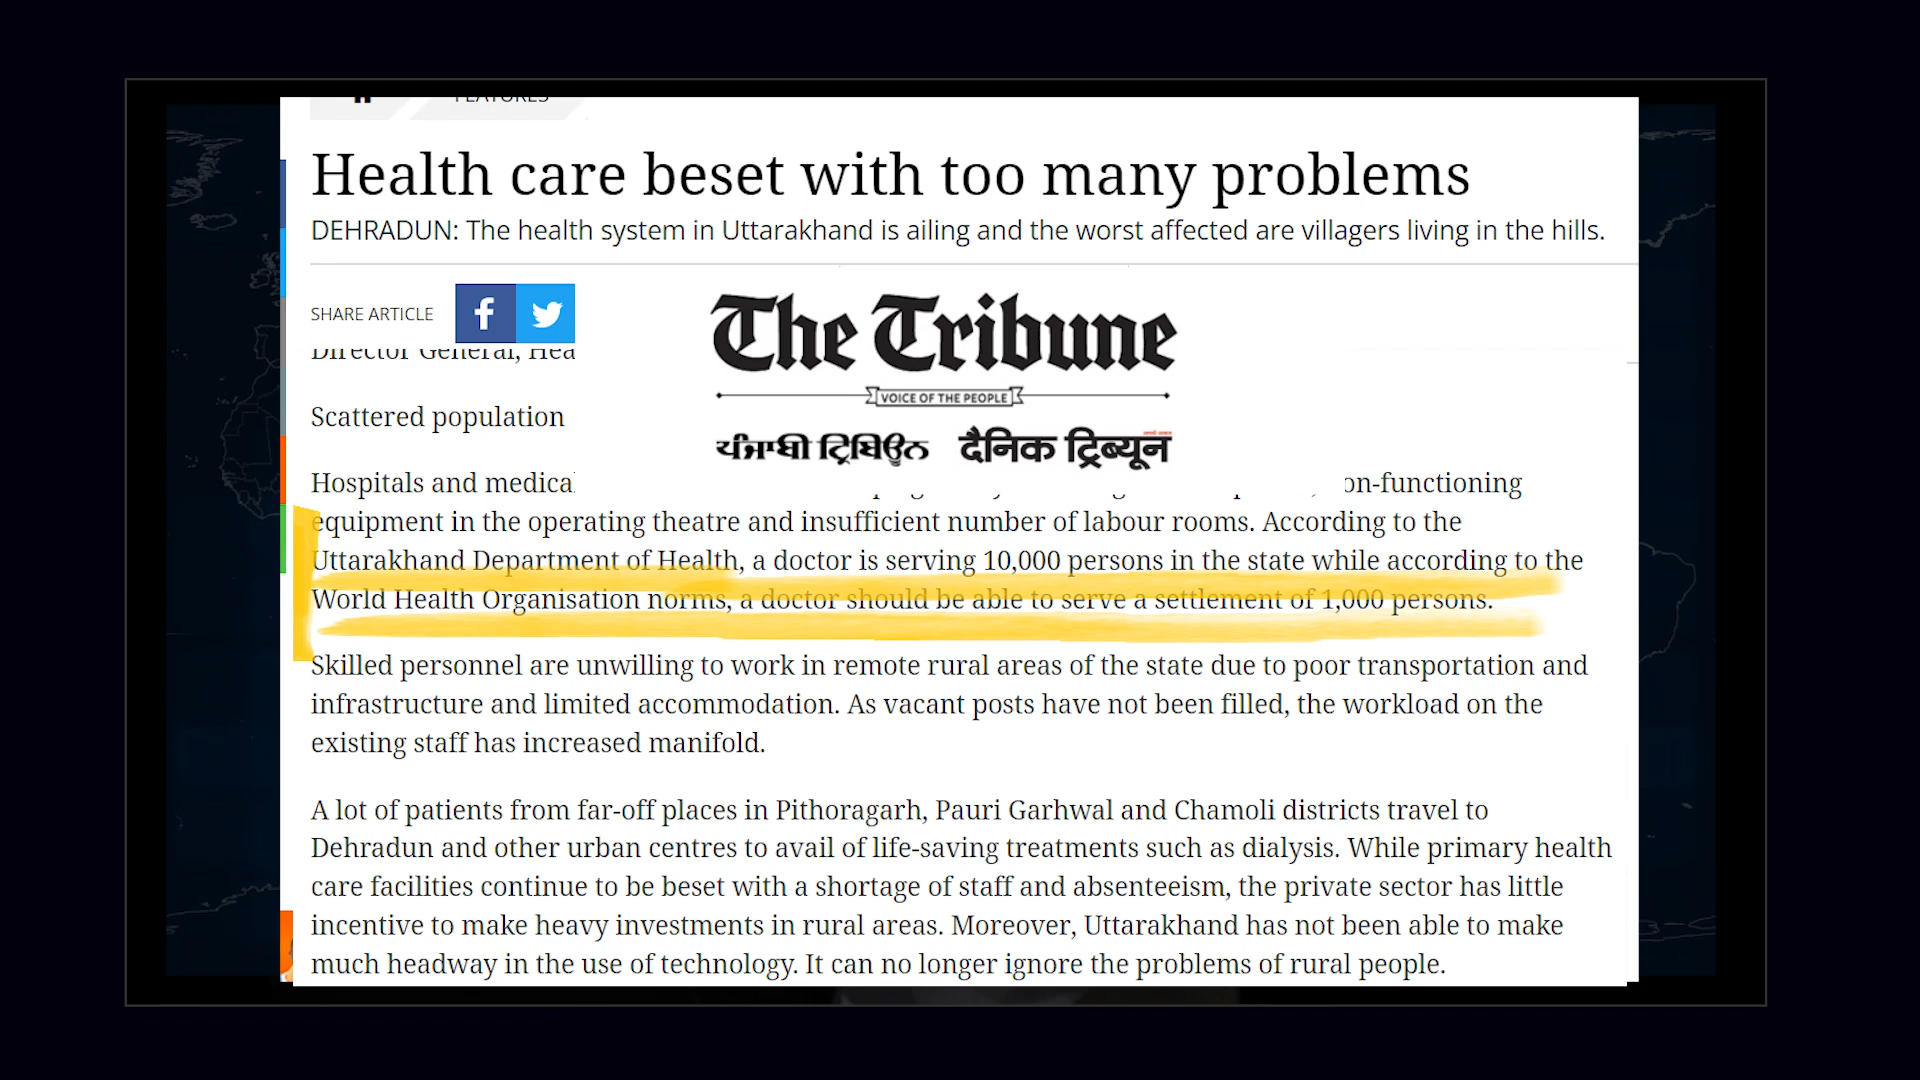 FEATURES
Health care beset with too many problems
DEHRADUN: The health system in Uttarakhand is ailing and the worst affected are villagers living in the hills.
SHARE ARTICLE
The Tribune
VOICE OF THE PEOPLE
ਪੰਜਾਬੀ ਟ੍ਰਿਬਿਊਨ दैनिक ट्रिब्यून
Director General, Hea
Scattered population
Hospitals and medical on-functioning
equipment in the operating theatre and insufficient number of labour rooms. According to the
Uttarakhand Department of Health, a doctor is serving 10,000 persons in the state while according to the
World Health Organisation norms, a doctor should be able to serve a settlement of 1,000 persons.
Skilled personnel are unwilling to work in remote rural areas of the state due to poor transportation and
infrastructure and limited accommodation. As vacant posts have not been filled, the workload on the
existing staff has increased manifold.
A lot of patients from far-off places in Pithoragarh, Pauri Garhwal and Chamoli districts travel to
Dehradun and other urban centres to avail of life-saving treatments such as dialysis. While primary health
care facilities continue to be beset with a shortage of staff and absenteeism, the private sector has little
incentive to make heavy investments in rural areas. Moreover, Uttarakhand has not been able to make
much headway in the use of technology. It can no longer ignore the problems of rural people.